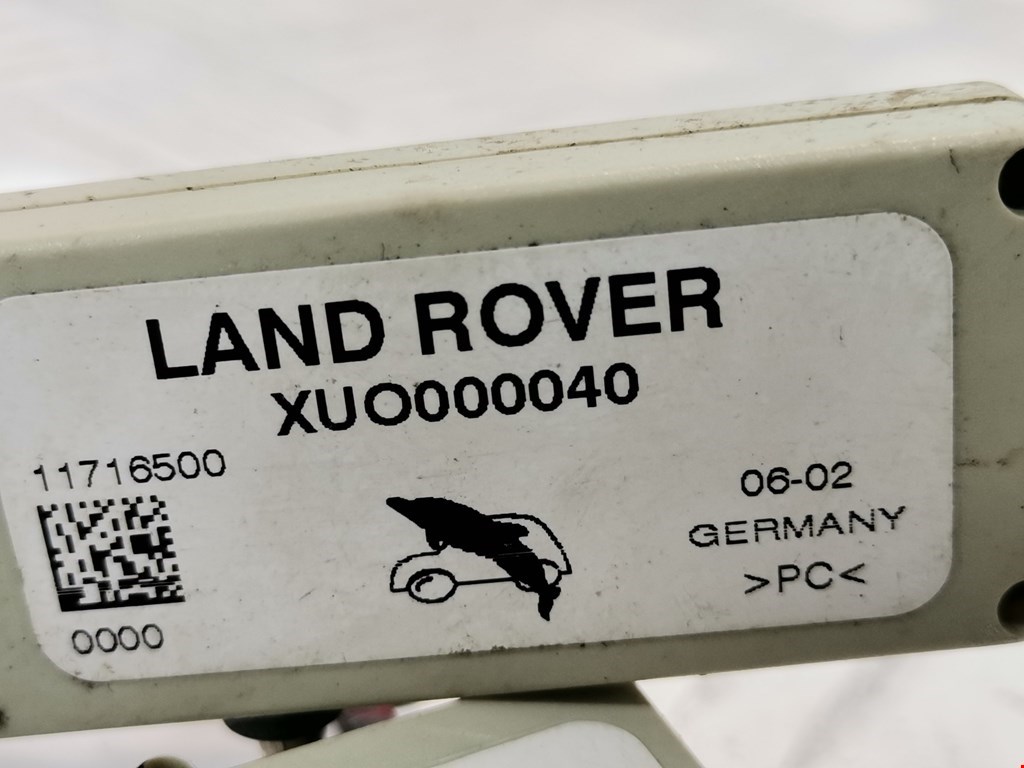 LAND ROVER
XUO000040
11716500
0000
06-02
GERMANY
>PC<